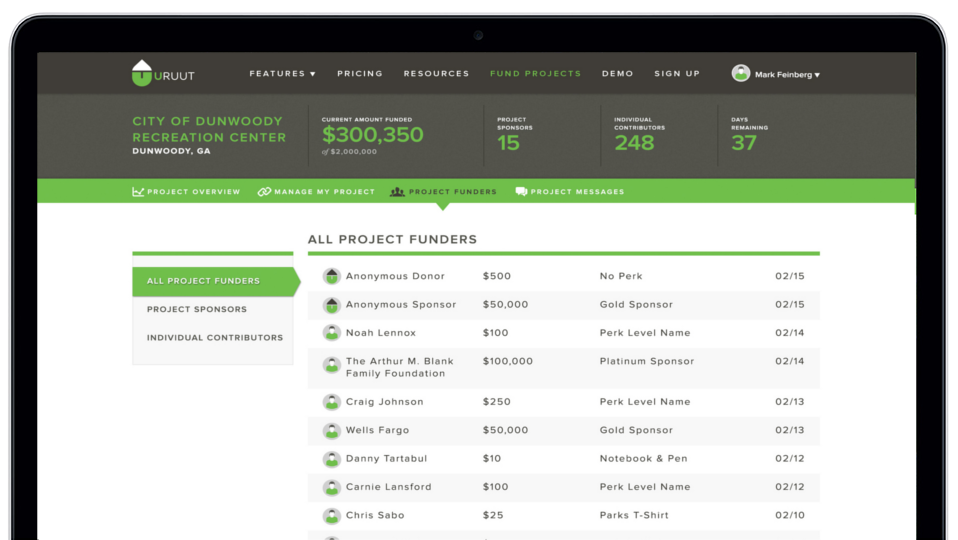 URUUT
FEATURES ▼ PRICING RESOURCES FUND PROJECTS DEMO SIGN UP Mark Feinberg ▼
CITY OF DUNWOODY
RECREATION CENTER
DUNWOODY, GA
CURRENT AMOUNT FUNDED
$300,350
of $2,000,000
PROJECT
SPONSORS
15
INDIVIDUAL
CONTRIBUTORS
248
DAYS
REMAINING
37
PROJECT OVERVIEW MANAGE MY PROJECT PROJECT FUNDERS PROJECT MESSAGES
ALL PROJECT FUNDERS
PROJECT SPONSORS
INDIVIDUAL CONTRIBUTORS
ALL PROJECT FUNDERS
Anonymous Donor $500 No Perk 02/15
Anonymous Sponsor $50,000 Gold Sponsor 02/15
Noah Lennox $100 Perk Level Name 02/14
The Arthur M. Blank $100,000 Platinum Sponsor 02/14
Family Foundation
Craig Johnson $250 Perk Level Name 02/13
Wells Fargo $50,000 Gold Sponsor 02/13
Danny Tartabul $10 Notebook & Pen 02/12
Carnie Lansford $100 Perk Level Name 02/12
Chris Sabo $25 Parks T-Shirt 02/10